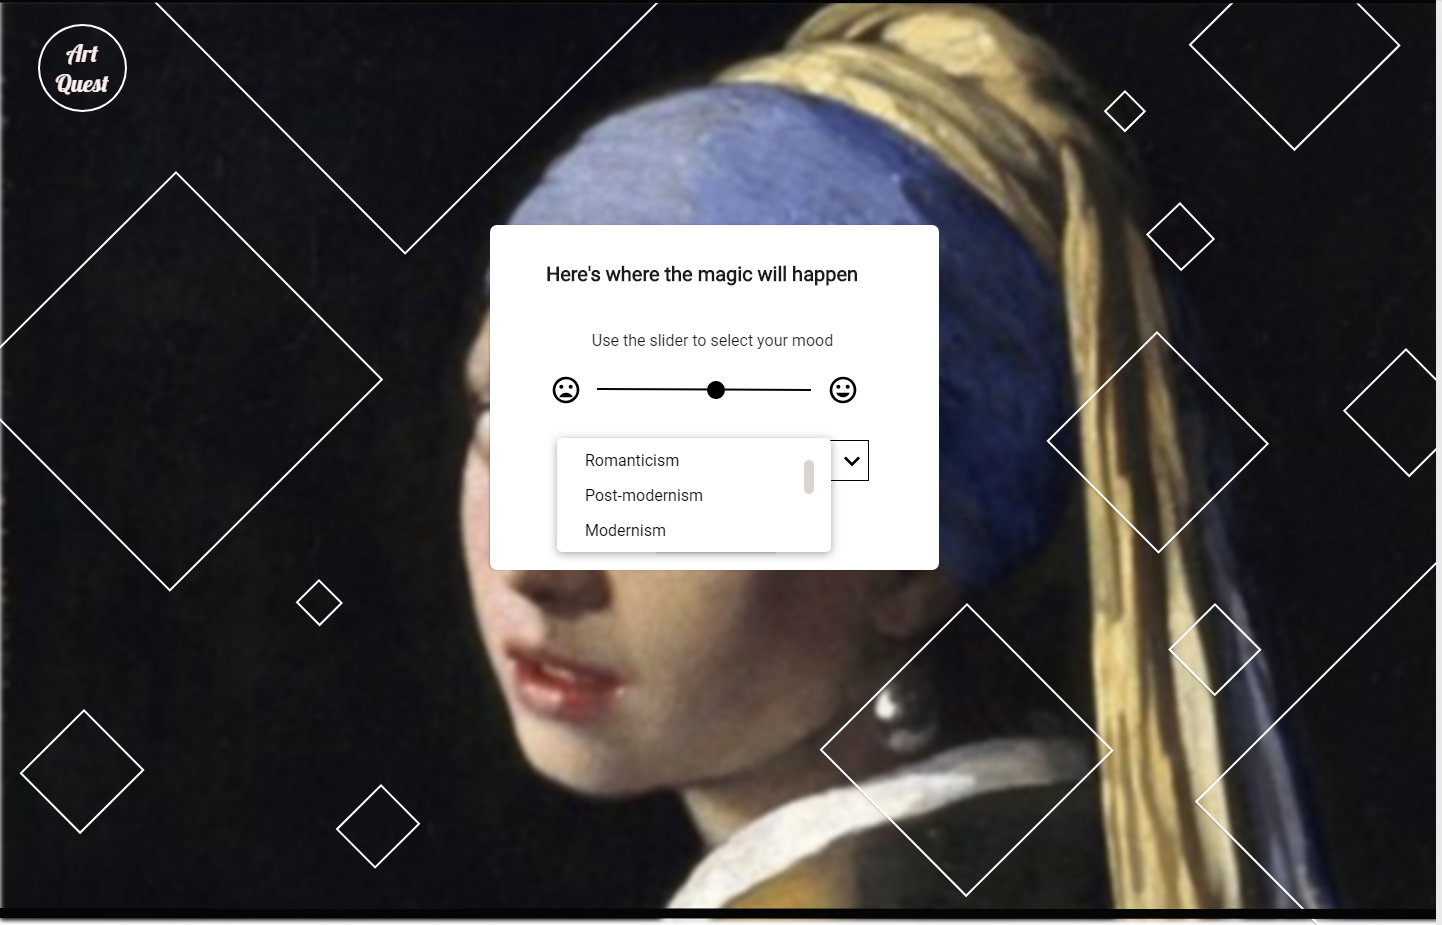 Art
Quest
Here's where the magic will happen
Use the slider to select your mood
Romanticism
Post-modernism
Modernism